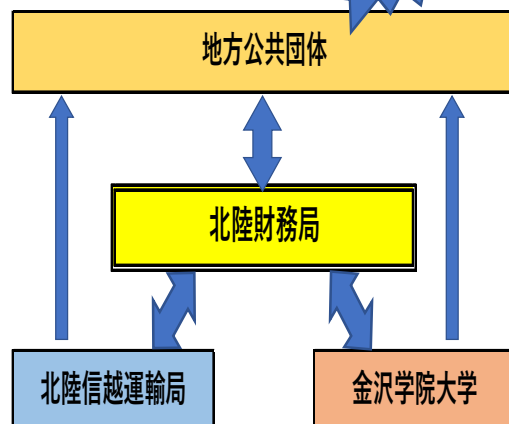 地方公共団体
北陸財務局
北陸信越運輸局
金沢学院大学